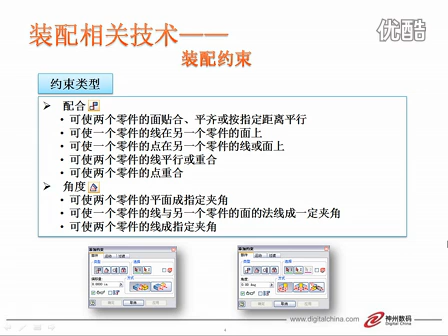 装配相关技术——
优酷
装配约束
约束类型
配合
可使两个零件的面贴合、平齐或按指定距离平行
可使一个零件的线在另一个零件的面上
可使一个零件的点在另一个零件的线或面上
可使两个零件的线平行或重合
可使两个零件的点重合
角度
可使两个零件的平面成指定夹角
可使一个零件的线与另一个零件的面的法线成一定夹角
可使两个零件的线成指定夹角
http://www.digitalchina.com/
神州数码
Digital China